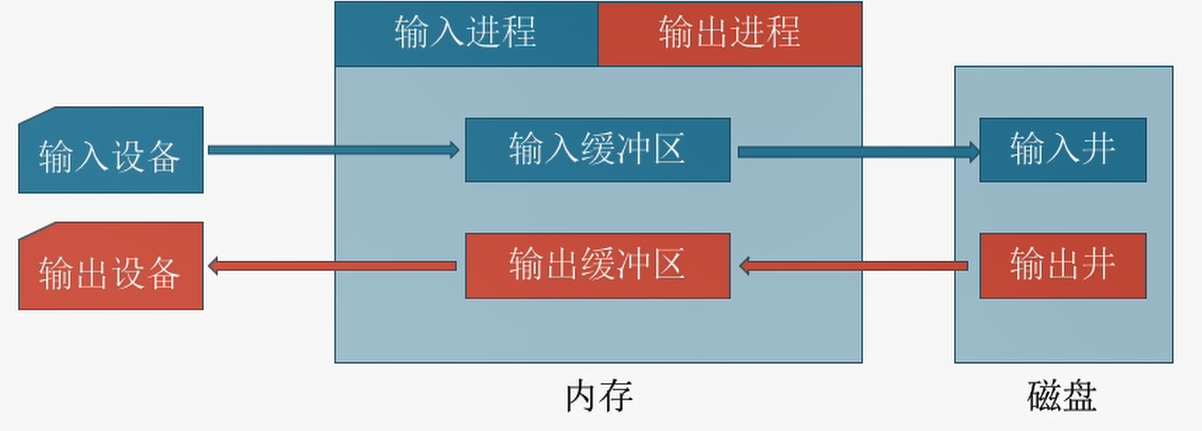 输入进程
输出进程
输入设备
输入缓冲区
输入井
输出设备
输出缓冲区
输出井
内存
磁盘